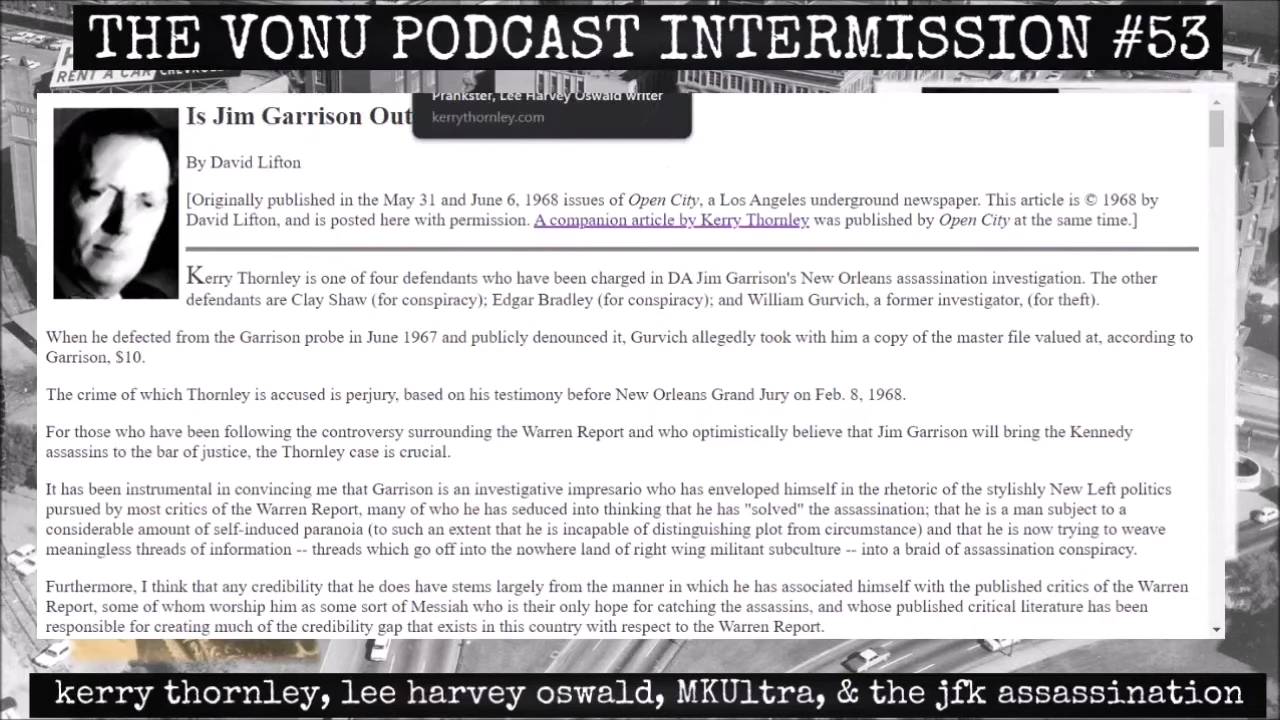 THE VONU PODCAST INTERMISSION #53
RENT A CAR CHEVROLET
Prankster, Lee Harvey Oswald writer
kerrythornley.com
Is Jim Garrison Out
By David Lifton
[Originally published in the May 31 and June 6, 1968 issues of Open City, a Los Angeles underground newspaper. This article is © 1968 by
David Lifton, and is posted here with permission. A companion article by Kerry Thornley was published by Open City at the same time.]
Kerry Thornley is one of four defendants who have been charged in DA Jim Garrison's New Orleans assassination investigation. The other
defendants are Clay Shaw (for conspiracy); Edgar Bradley (for conspiracy); and William Gurvich, a former investigator, (for theft).
When he defected from the Garrison probe in June 1967 and publicly denounced it, Gurvich allegedly took with him a copy of the master file valued at, according to
Garrison, $10.
The crime of which Thornley is accused is perjury, based on his testimony before New Orleans Grand Jury on Feb. 8, 1968.
For those who have been following the controversy surrounding the Warren Report and who optimistically believe that Jim Garrison will bring the Kennedy
assassins to the bar of justice, the Thornley case is crucial.
It has been instrumental in convincing me that Garrison is an investigative impresario who has enveloped himself in the rhetoric of the stylishly New Left politics
pursued by most critics of the Warren Report, many of who he has seduced into thinking that he has "solved" the assassination; that he is a man subject to a
considerable amount of self-induced paranoia (to such an extent that he is incapable of distinguishing plot from circumstance) and that he is now trying to weave
meaningless threads of information -- threads which go off into the nowhere land of right wing militant subculture -- into a braid of assassination conspiracy.
Furthermore, I think that any credibility that he does have stems largely from the manner in which he has associated himself with the published critics of the Warren
Report, some of whom worship him as some sort of Messiah who is their only hope for catching the assassins, and whose published critical literature has been
responsible for creating much of the credibility gap that exists in this country with respect to the Warren Report.
kerry thornley, lee harvey oswald, MKUltra, & the jfk assassination